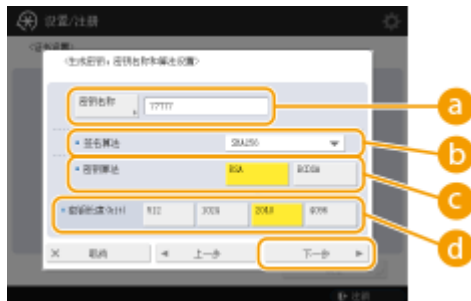 设置/注册
<生成密钥:密钥名称和算法设置>
密钥名称
77777
a
签名算法
SHA256
b
密钥算法
RSA
ECDSA
c
密钥长度(bit)
512
1024
2048
4096
d
取消
上一步
下一步
注销